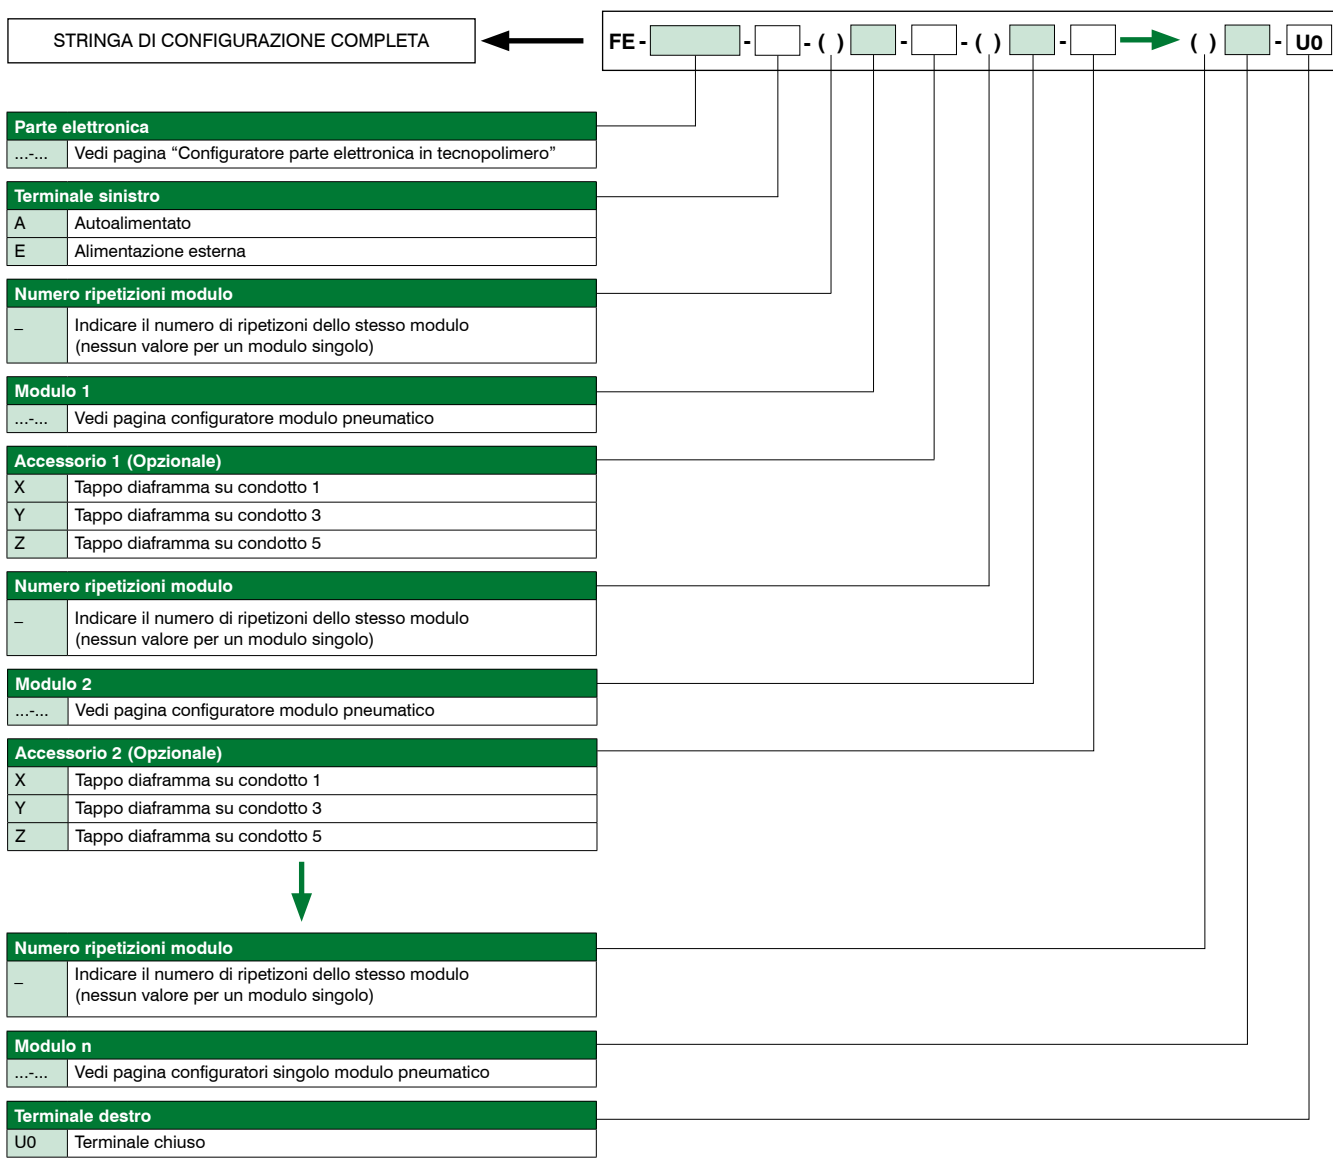 STRINGA DI CONFIGURAZIONE COMPLETA
FE - - - ( ) - - ( ) - ( ) - U0
Parte elettronica
...-... Vedi pagina “Configuratore parte elettronica in tecnopolimero”
Terminale sinistro
A Autoalimentato
E Alimentazione esterna
Numero ripetizioni modulo
– Indicare il numero di ripetizoni dello stesso modulo
(nessun valore per un modulo singolo)
Modulo 1
...-... Vedi pagina configuratore modulo pneumatico
Accessorio 1 (Opzionale)
X Tappo diaframma su condotto 1
Y Tappo diaframma su condotto 3
Z Tappo diaframma su condotto 5
Numero ripetizioni modulo
– Indicare il numero di ripetizoni dello stesso modulo
(nessun valore per un modulo singolo)
Modulo 2
...-... Vedi pagina configuratore modulo pneumatico
Accessorio 2 (Opzionale)
X Tappo diaframma su condotto 1
Y Tappo diaframma su condotto 3
Z Tappo diaframma su condotto 5
Numero ripetizioni modulo
– Indicare il numero di ripetizoni dello stesso modulo
(nessun valore per un modulo singolo)
Modulo n
...-... Vedi pagina configuratori singolo modulo pneumatico
Terminale destro
U0 Terminale chiuso